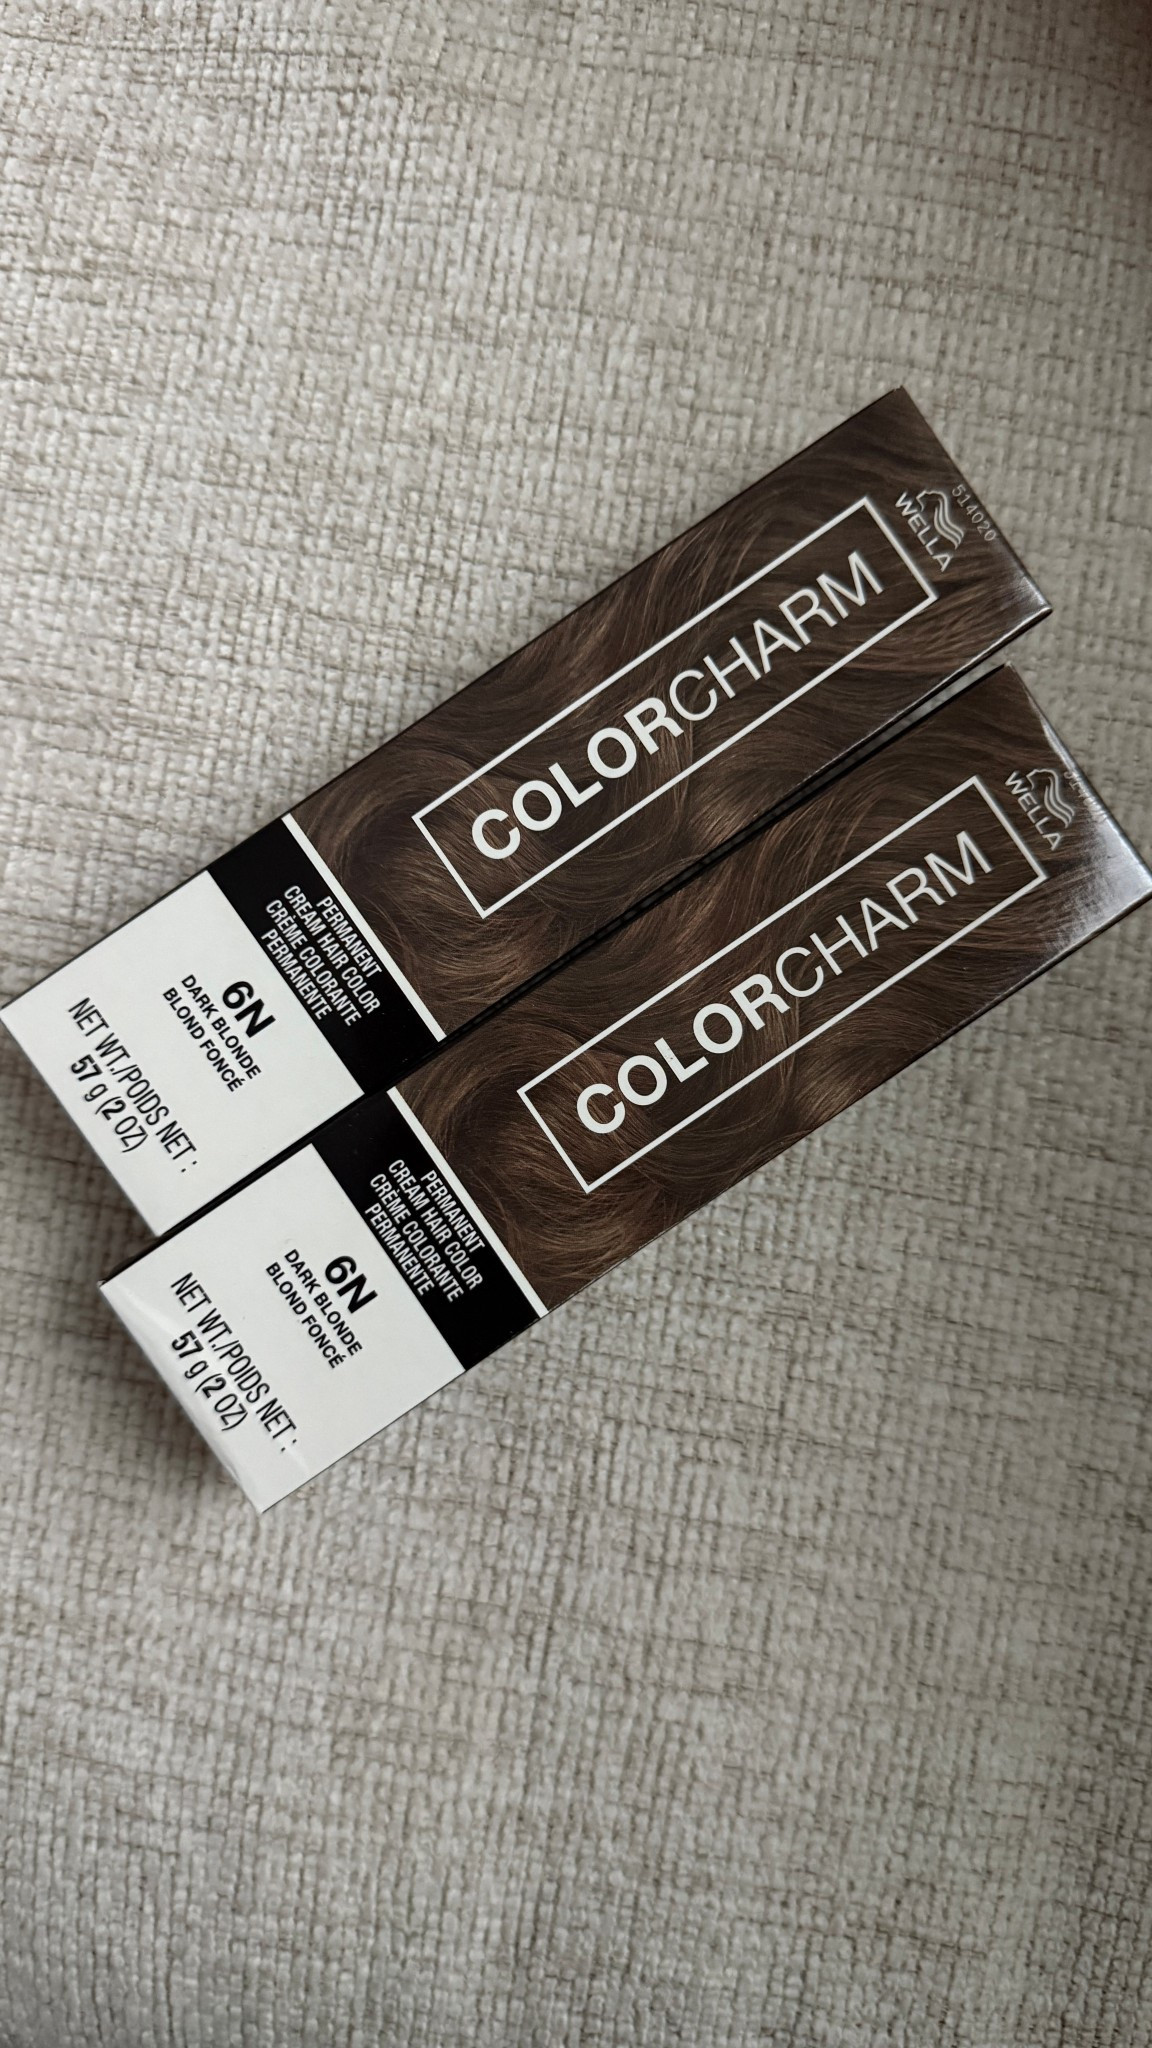 514020
WELLA
COLORCHARM
PERMANENT
CREAM HAIR COLOR
CRÈME COLORANTE
PERMANENTE
6N
DARK BLONDE
BLOND FONCÉ
NET WT./POIDS NET :
57 g (2 OZ)
WELLA
COLORCHARM
PERMANENT
CREAM HAIR COLOR
CRÈME COLORANTE
PERMANENTE
6N
DARK BLONDE
BLOND FONCÉ
NET WT./POIDS NET :
57 g (2 OZ)